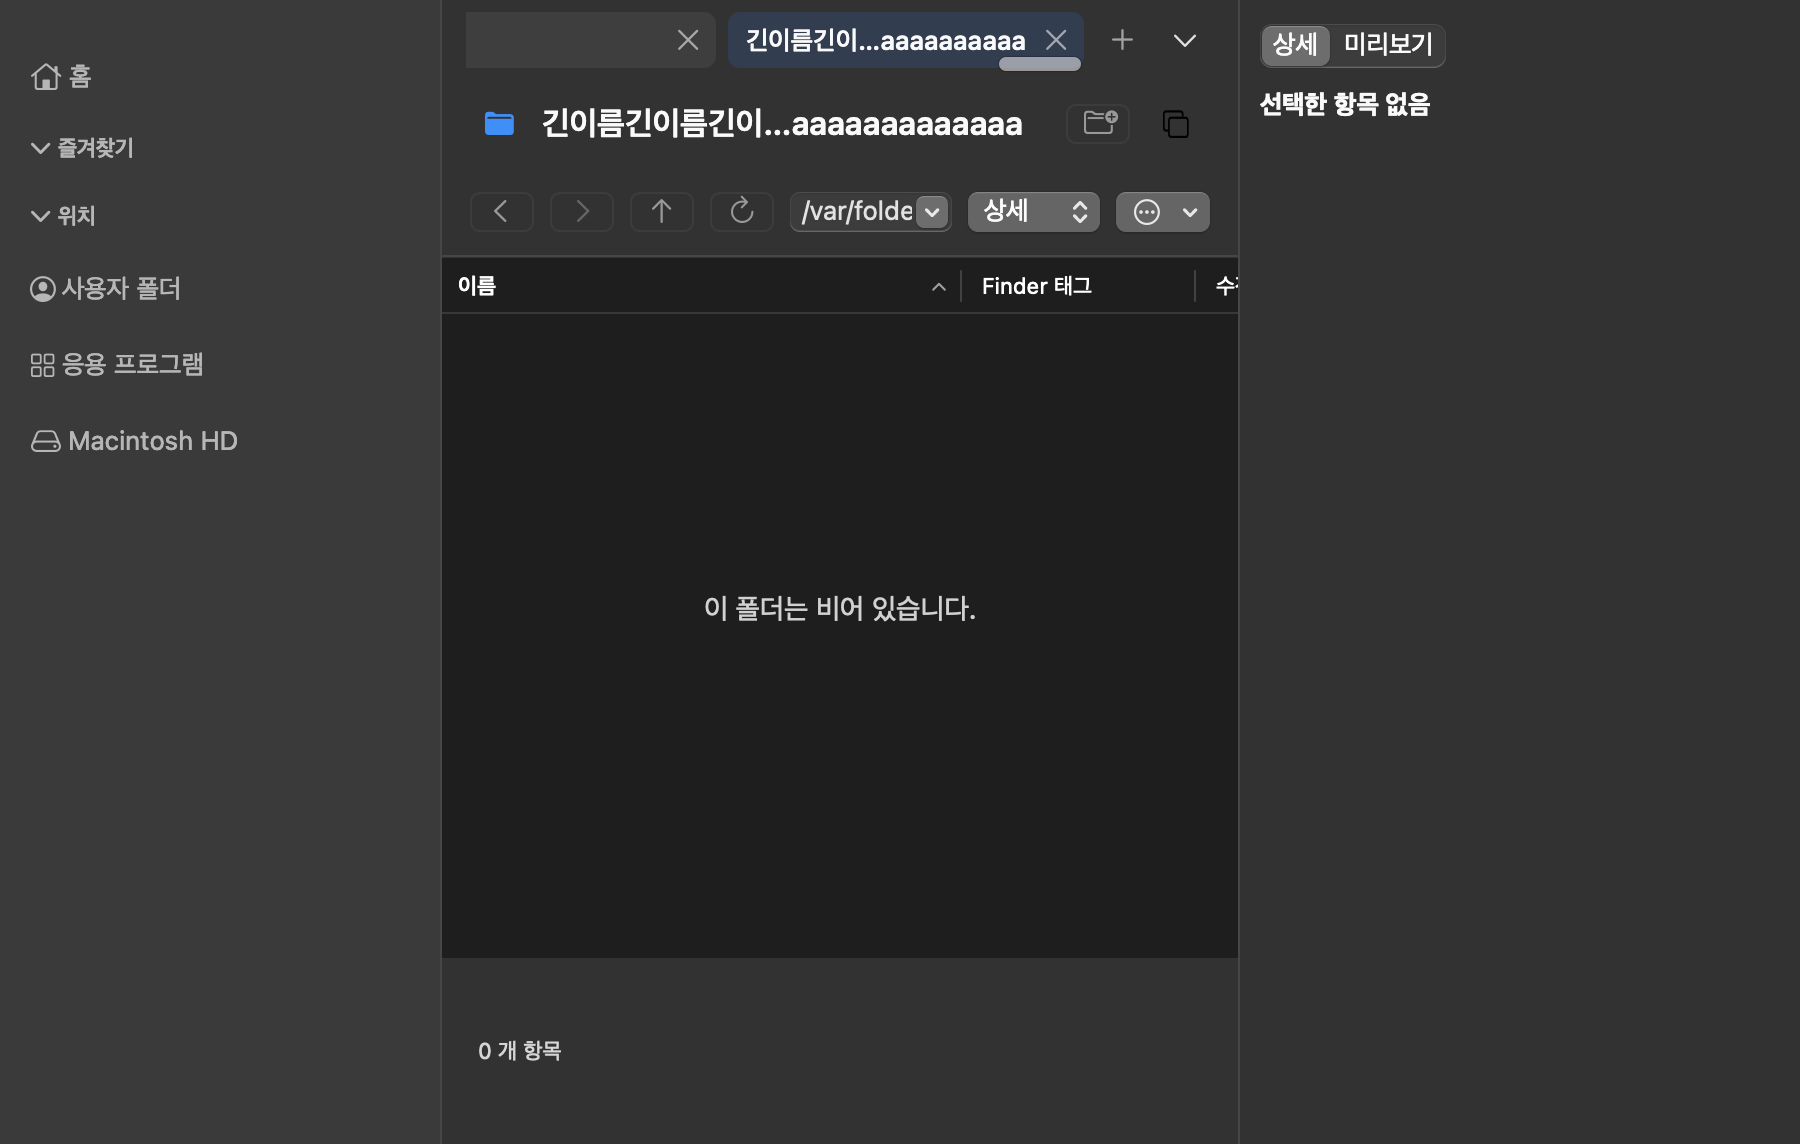 홈
즐겨찾기
위치
사용자 폴더
응용 프로그램
Macintosh HD
긴이름긴이...aaaaaaaaaa
긴이름긴이름긴이...aaaaaaaaaaaaa
/var/folde
상세
이름
Finder 태그
이 폴더는 비어 있습니다.
0 개 항목
상세 미리보기
선택한 항목 없음